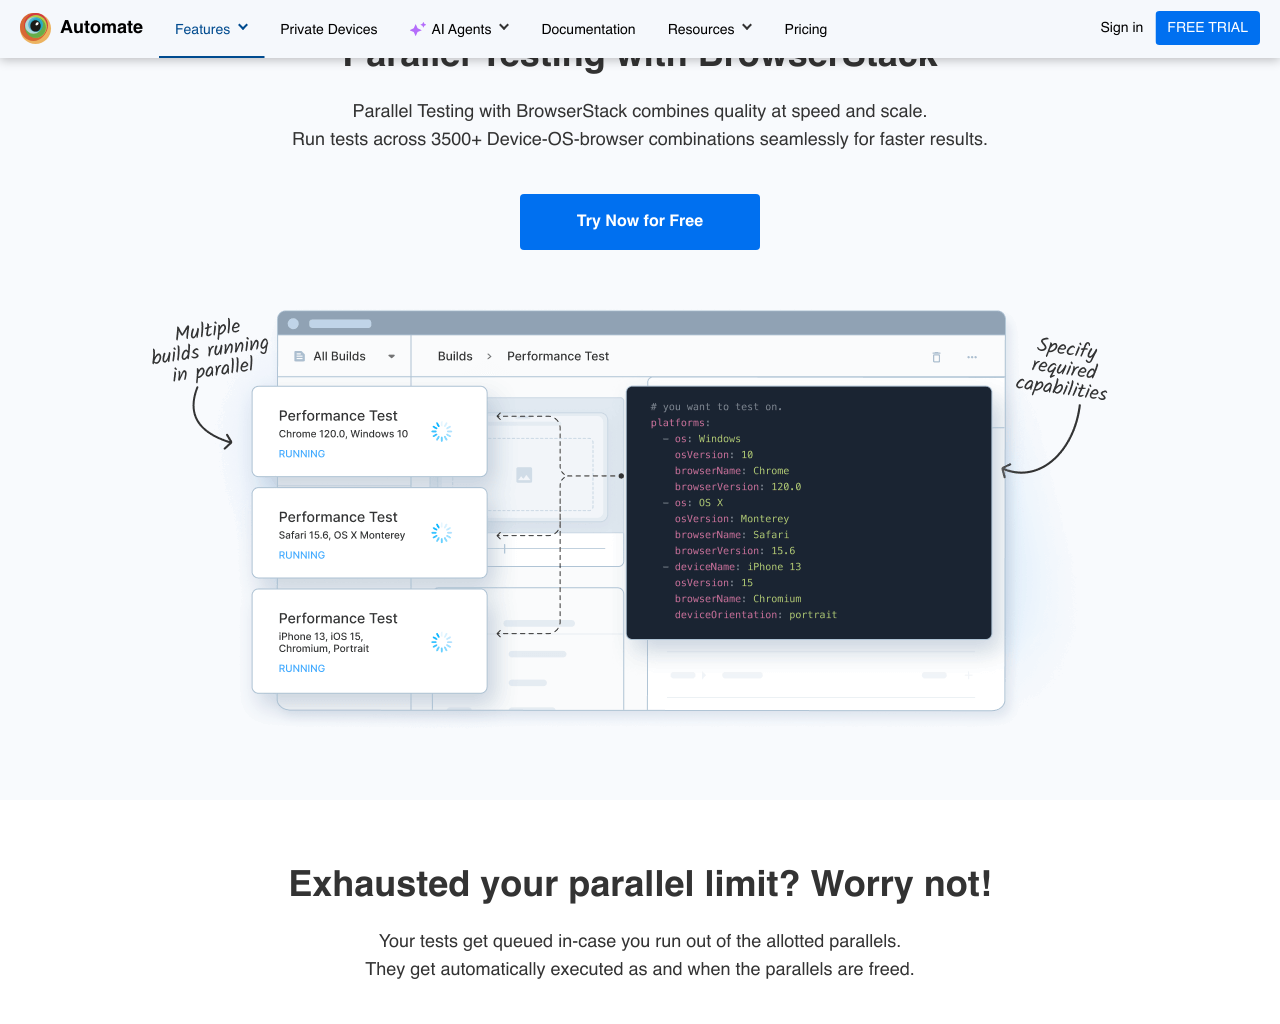 Automate
Features
Private Devices
AI Agents
Documentation
Resources
Pricing
Sign in
FREE TRIAL
Parallel Testing with BrowserStack
Parallel Testing with BrowserStack combines quality at speed and scale.
Run tests across 3500+ Device-OS-browser combinations seamlessly for faster results.
Try Now for Free
Multiple
builds running
in parallel
All Builds
Builds > Performance Test
Specify
required
capabilities
Performance Test
Chrome 120.0, Windows 10
RUNNING
Performance Test
Safari 15.6, OS X Monterey
RUNNING
Performance Test
iPhone 13, iOS 15,
Chromium, Portrait
RUNNING
# you want to test on.
platforms:
- os: Windows
osVersion: 10
browserName: Chrome
browserVersion: 120.0
- os: OS X
osVersion: Monterey
browserName: Safari
browserVersion: 15.6
- deviceName: iPhone 13
osVersion: 15
browserName: Chromium
deviceOrientation: portrait
Exhausted your parallel limit? Worry not!
Your tests get queued in-case you run out of the allotted parallels.
They get automatically executed as and when the parallels are freed.